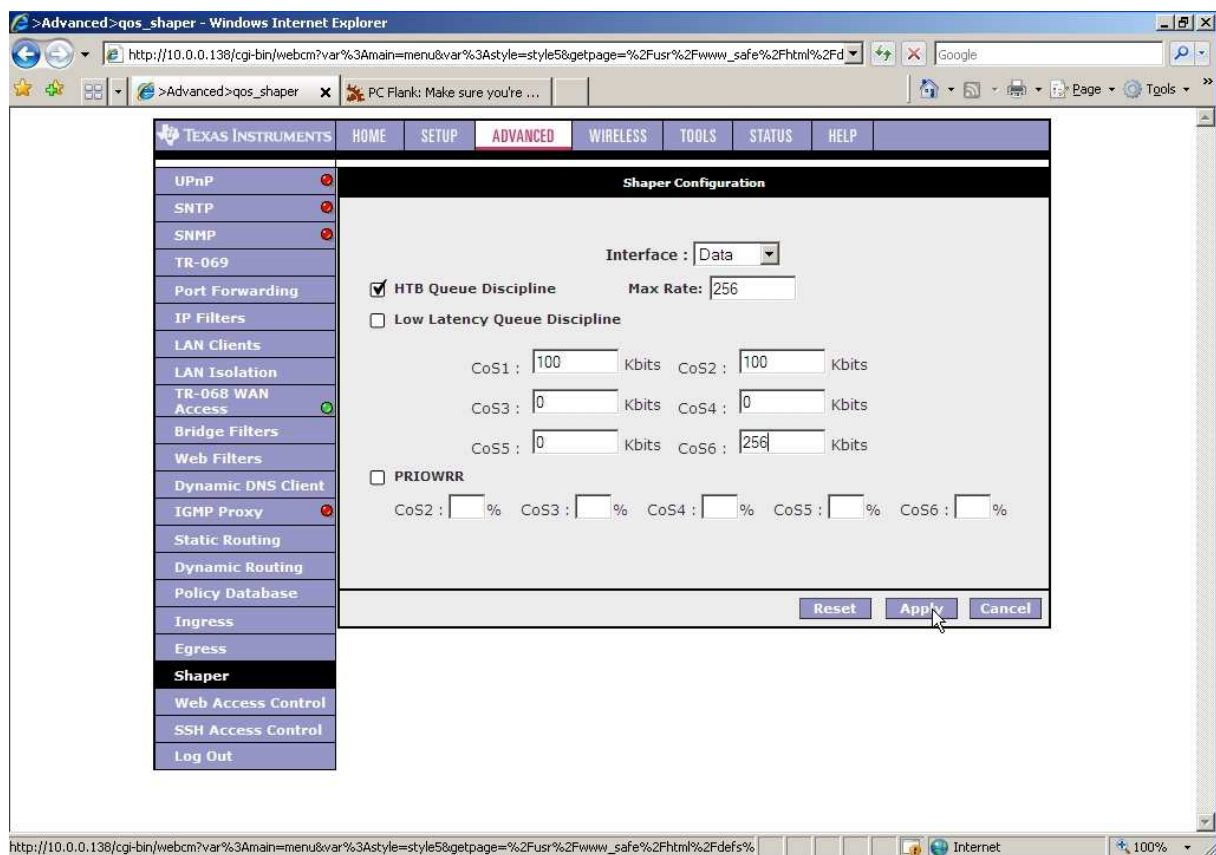 >Advanced>qos_shaper - Windows Internet Explorer
http://10.0.0.138/cgi-bin/webcm?var%3Amain=menu&var%3Astyle=style5&getpage=%2Fusr%2Fwww_safe%2Fhtml%2Fd
Google
>Advanced>qos_shaper
PC Flank: Make sure you're ...
Page
Tools
TEXAS INSTRUMENTS
HOME
SETUP
ADVANCED
WIRELESS
TOOLS
STATUS
HELP
UPnP
SNTP
SNMP
TR-069
Port Forwarding
IP Filters
LAN Clients
LAN Isolation
TR-068 WAN
Access
Bridge Filters
Web Filters
Dynamic DNS Client
IGMP Proxy
Static Routing
Dynamic Routing
Policy Database
Ingress
Egress
Shaper
Web Access Control
SSH Access Control
Log Out
Shaper Configuration
Interface : Data
HTB Queue Discipline Max Rate: 256
Low Latency Queue Discipline
CoS1 : 100 Kbits CoS2 : 100 Kbits
CoS3 : 0 Kbits CoS4 : 0 Kbits
CoS5 : 0 Kbits CoS6 : 256 Kbits
PRIOWRR
CoS2 : % CoS3 : % CoS4 : % CoS5 : % CoS6 : %
Reset
Apply
Cancel
http://10.0.0.138/cgi-bin/webcm?var%3Amain=menu&var%3Astyle=style5&getpage=%2Fusr%2Fwww_safe%2Fhtml%2Fdefs%
Internet
100%